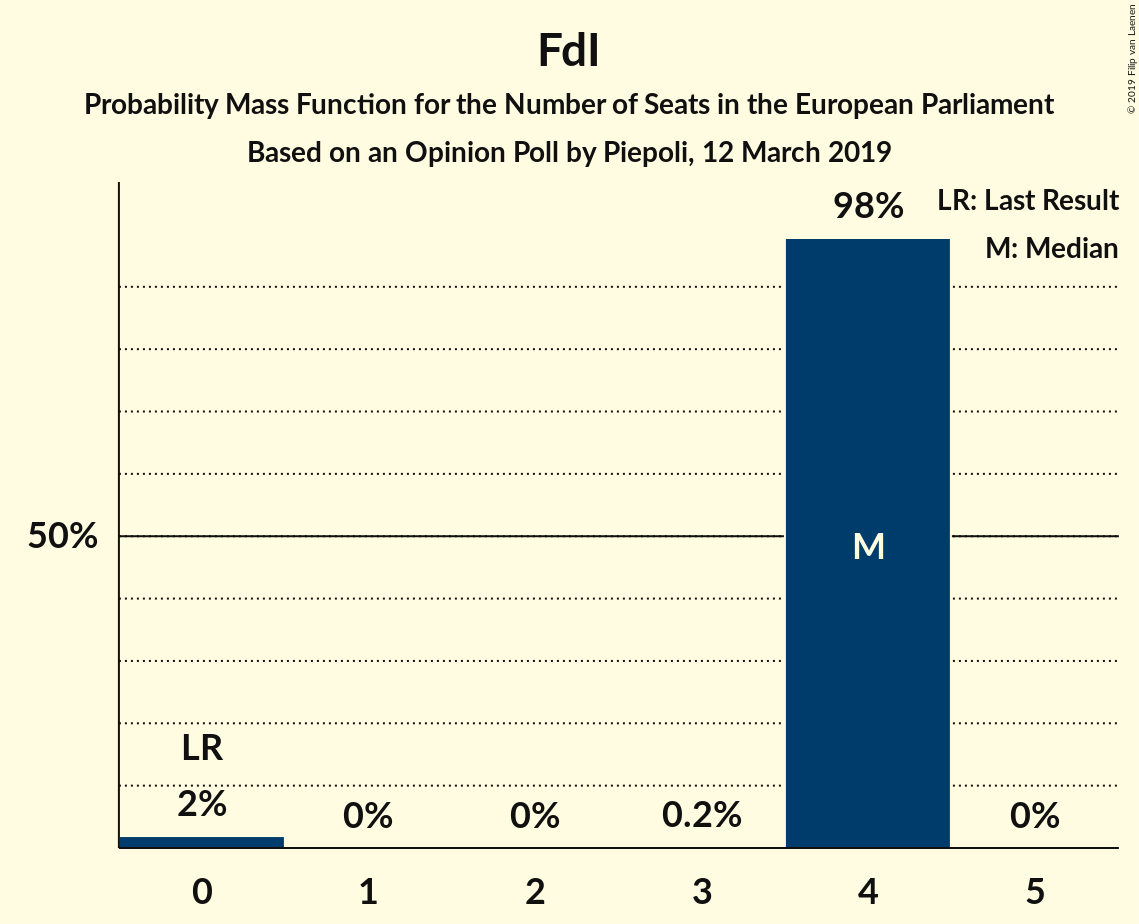 FdI
Probability Mass Function for the Number of Seats in the European Parliament
Based on an Opinion Poll by Piepoli, 12 March 2019
© 2019 Filip van Laenen
LR: Last Result
M: Median
98%
50%
M
LR
2%
0%
0%
0.2%
0%
0
1
2
3
4
5